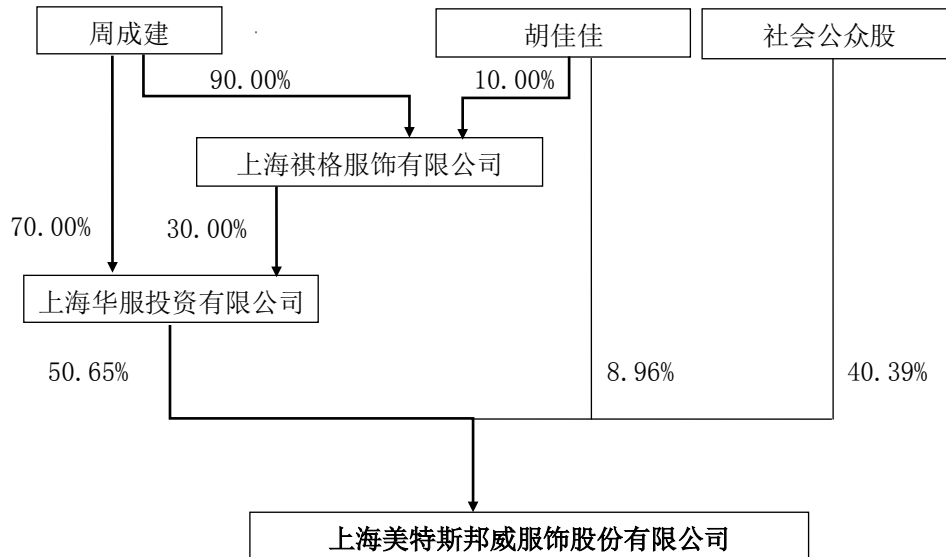 周成建
胡佳佳
社会公众股
90.00%
10.00%
上海祺格服饰有限公司
70.00%
30.00%
上海华服投资有限公司
50.65%
8.96%
40.39%
上海美特斯邦威服饰股份有限公司